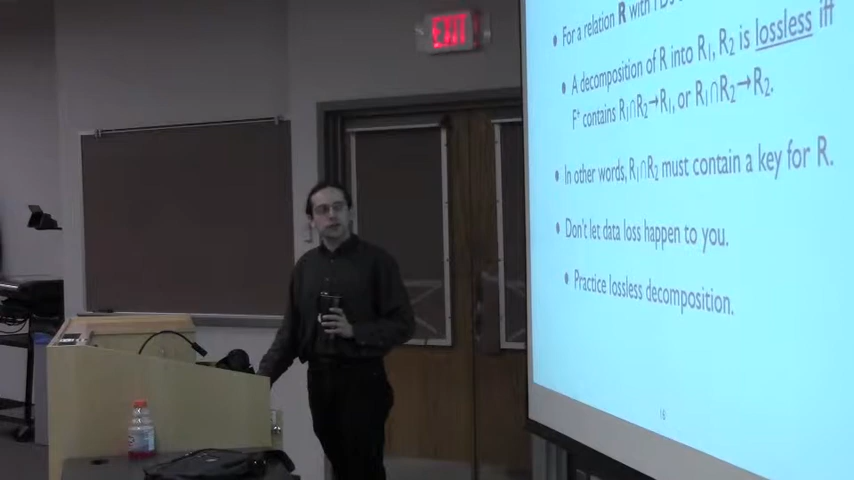 EXIT
• For a relation R with FDs
• A decomposition of R into R₁, R₂ is lossless iff
F⁺ contains R₁∩R₂→R₁, or R₁∩R₂→R₂.
• In other words, R₁∩R₂ must contain a key for R.
• Don't let data loss happen to you.
• Practice lossless decomposition.